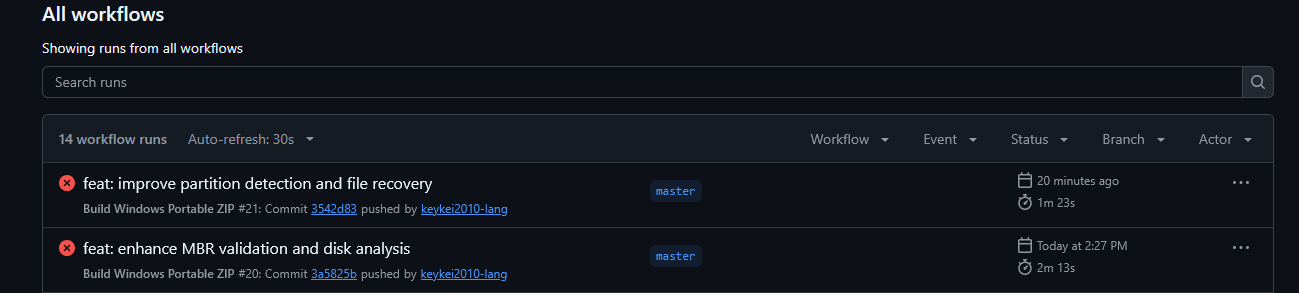 All workflows
Showing runs from all workflows
Search runs
14 workflow runs Auto-refresh: 30s Workflow Event Status Branch Actor
feat: improve partition detection and file recovery master 20 minutes ago
Build Windows Portable ZIP #21: Commit 3542d83 pushed by keykei2010-lang 1m 23s
feat: enhance MBR validation and disk analysis master Today at 2:27 PM
Build Windows Portable ZIP #20: Commit 3a5825b pushed by keykei2010-lang 2m 13s